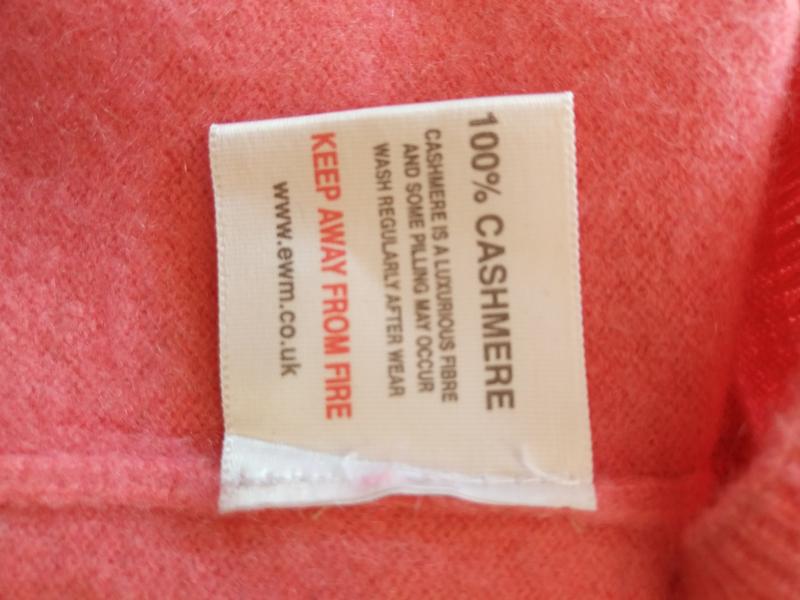 100% CASHMERE
CASHMERE IS A LUXURIOUS FIBRE
AND SOME PILLING MAY OCCUR
WASH REGULARLY AFTER WEAR
KEEP AWAY FROM FIRE
www.ewm.co.uk